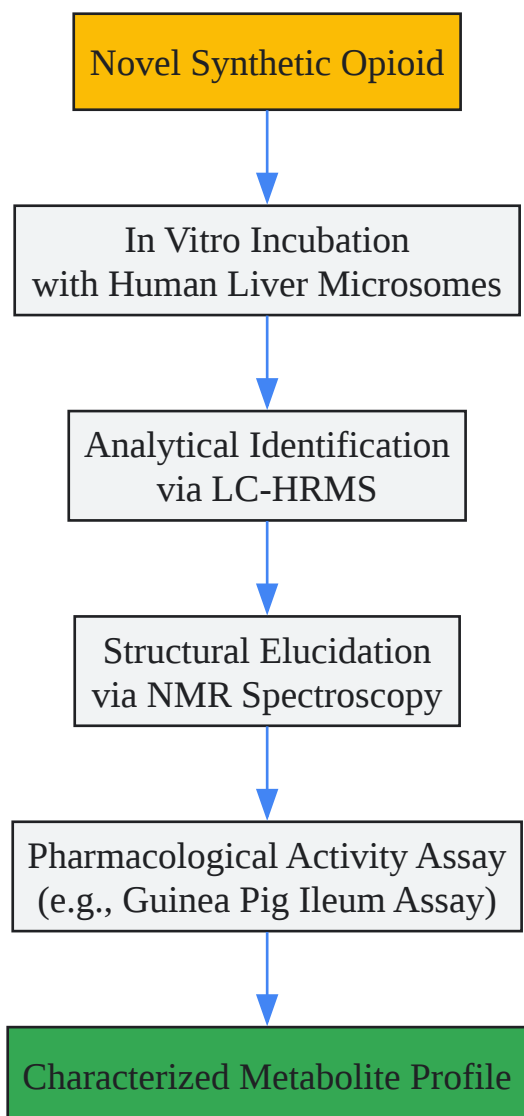 Novel Synthetic Opioid
In Vitro Incubation
with Human Liver Microsomes
Analytical Identification
via LC-HRMS
Structural Elucidation
via NMR Spectroscopy
Pharmacological Activity Assay
(e.g., Guinea Pig Ileum Assay)
Characterized Metabolite Profile